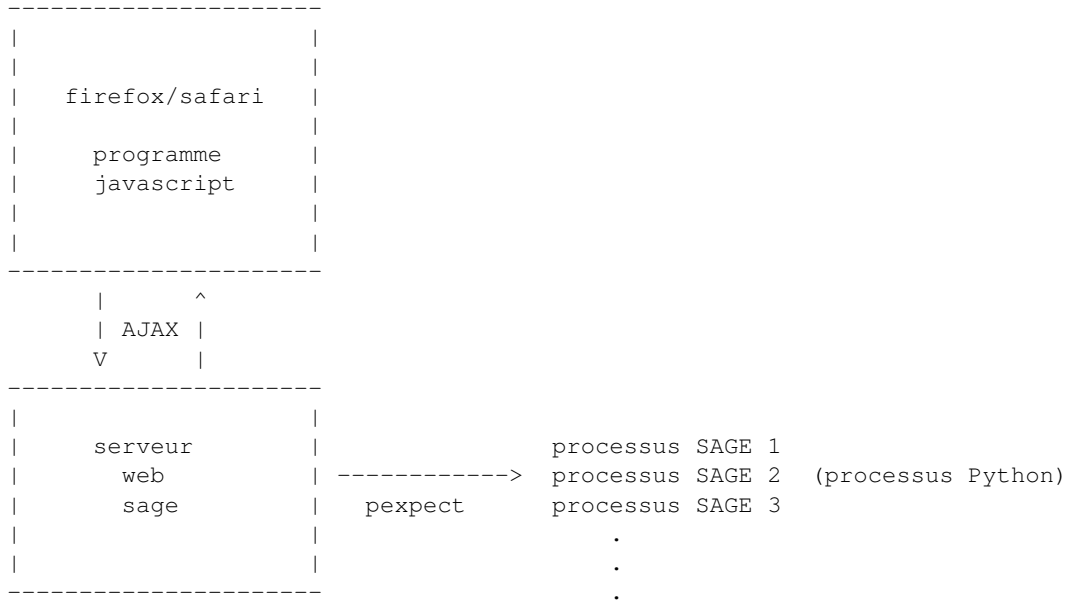 ----------------------
|                    |
|                    |
|   firefox/safari   |
|                    |
|     programme      |
|     javascript     |
|                    |
|                    |
----------------------
      |      ^
      | AJAX |
      V      |
----------------------
|                    |
|     serveur        |                processus SAGE 1
|       web          | ------------>  processus SAGE 2  (processus Python)
|       sage         |   pexpect      processus SAGE 3
|                    |                    .
|                    |                    .
----------------------                    .